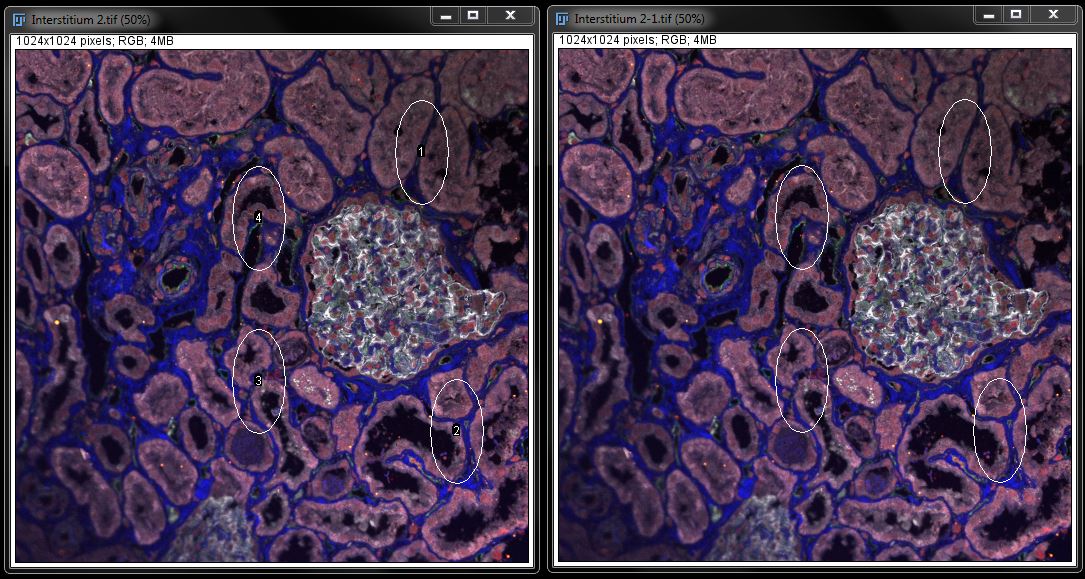 Interstitium 2.tif (50%)
1024x1024 pixels; RGB; 4MB
1
4
3
2
Interstitium 2-1.tif (50%)
1024x1024 pixels; RGB; 4MB